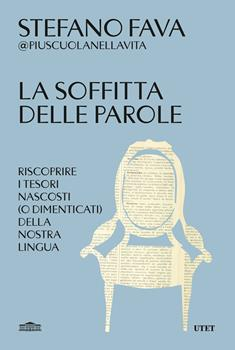 STEFANO FAVA
@PIUSCUOLANELLAVITA
LA SOFFITTA
DELLE PAROLE
RISCOPRIRE
I TESORI
NASCOSTI
(O DIMENTICATI)
DELLA
NOSTRA
LINGUA
UTET